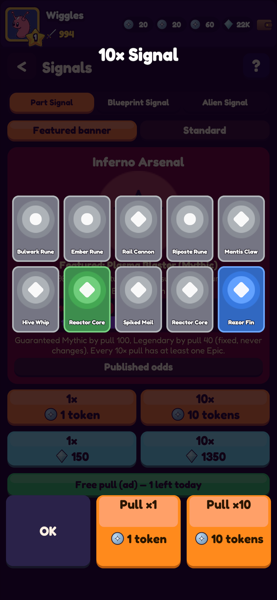 Wiggles
994
20
20
60
22K
10x Signal
< Signals ?
Part Signal
Blueprint Signal
Alien Signal
Featured banner
Standard
Inferno Arsenal
Bulwark Rune
Ember Rune
Rail Cannon
Riposte Rune
Mantis Claw
Featured: Plasma Blaster (Mythic)
Hive Whip
Reactor Core
Spiked Mail
Reactor Core
Razor Fin
Guaranteed Mythic by pull 100, Legendary by pull 40 (fixed, never
changes). Every 10x pull has at least one Epic.
Published odds
1x
1 token
10x
10 tokens
1x
150
10x
1350
Free pull (ad) – 1 left today
OK
Pull x1
1 token
Pull x10
10 tokens